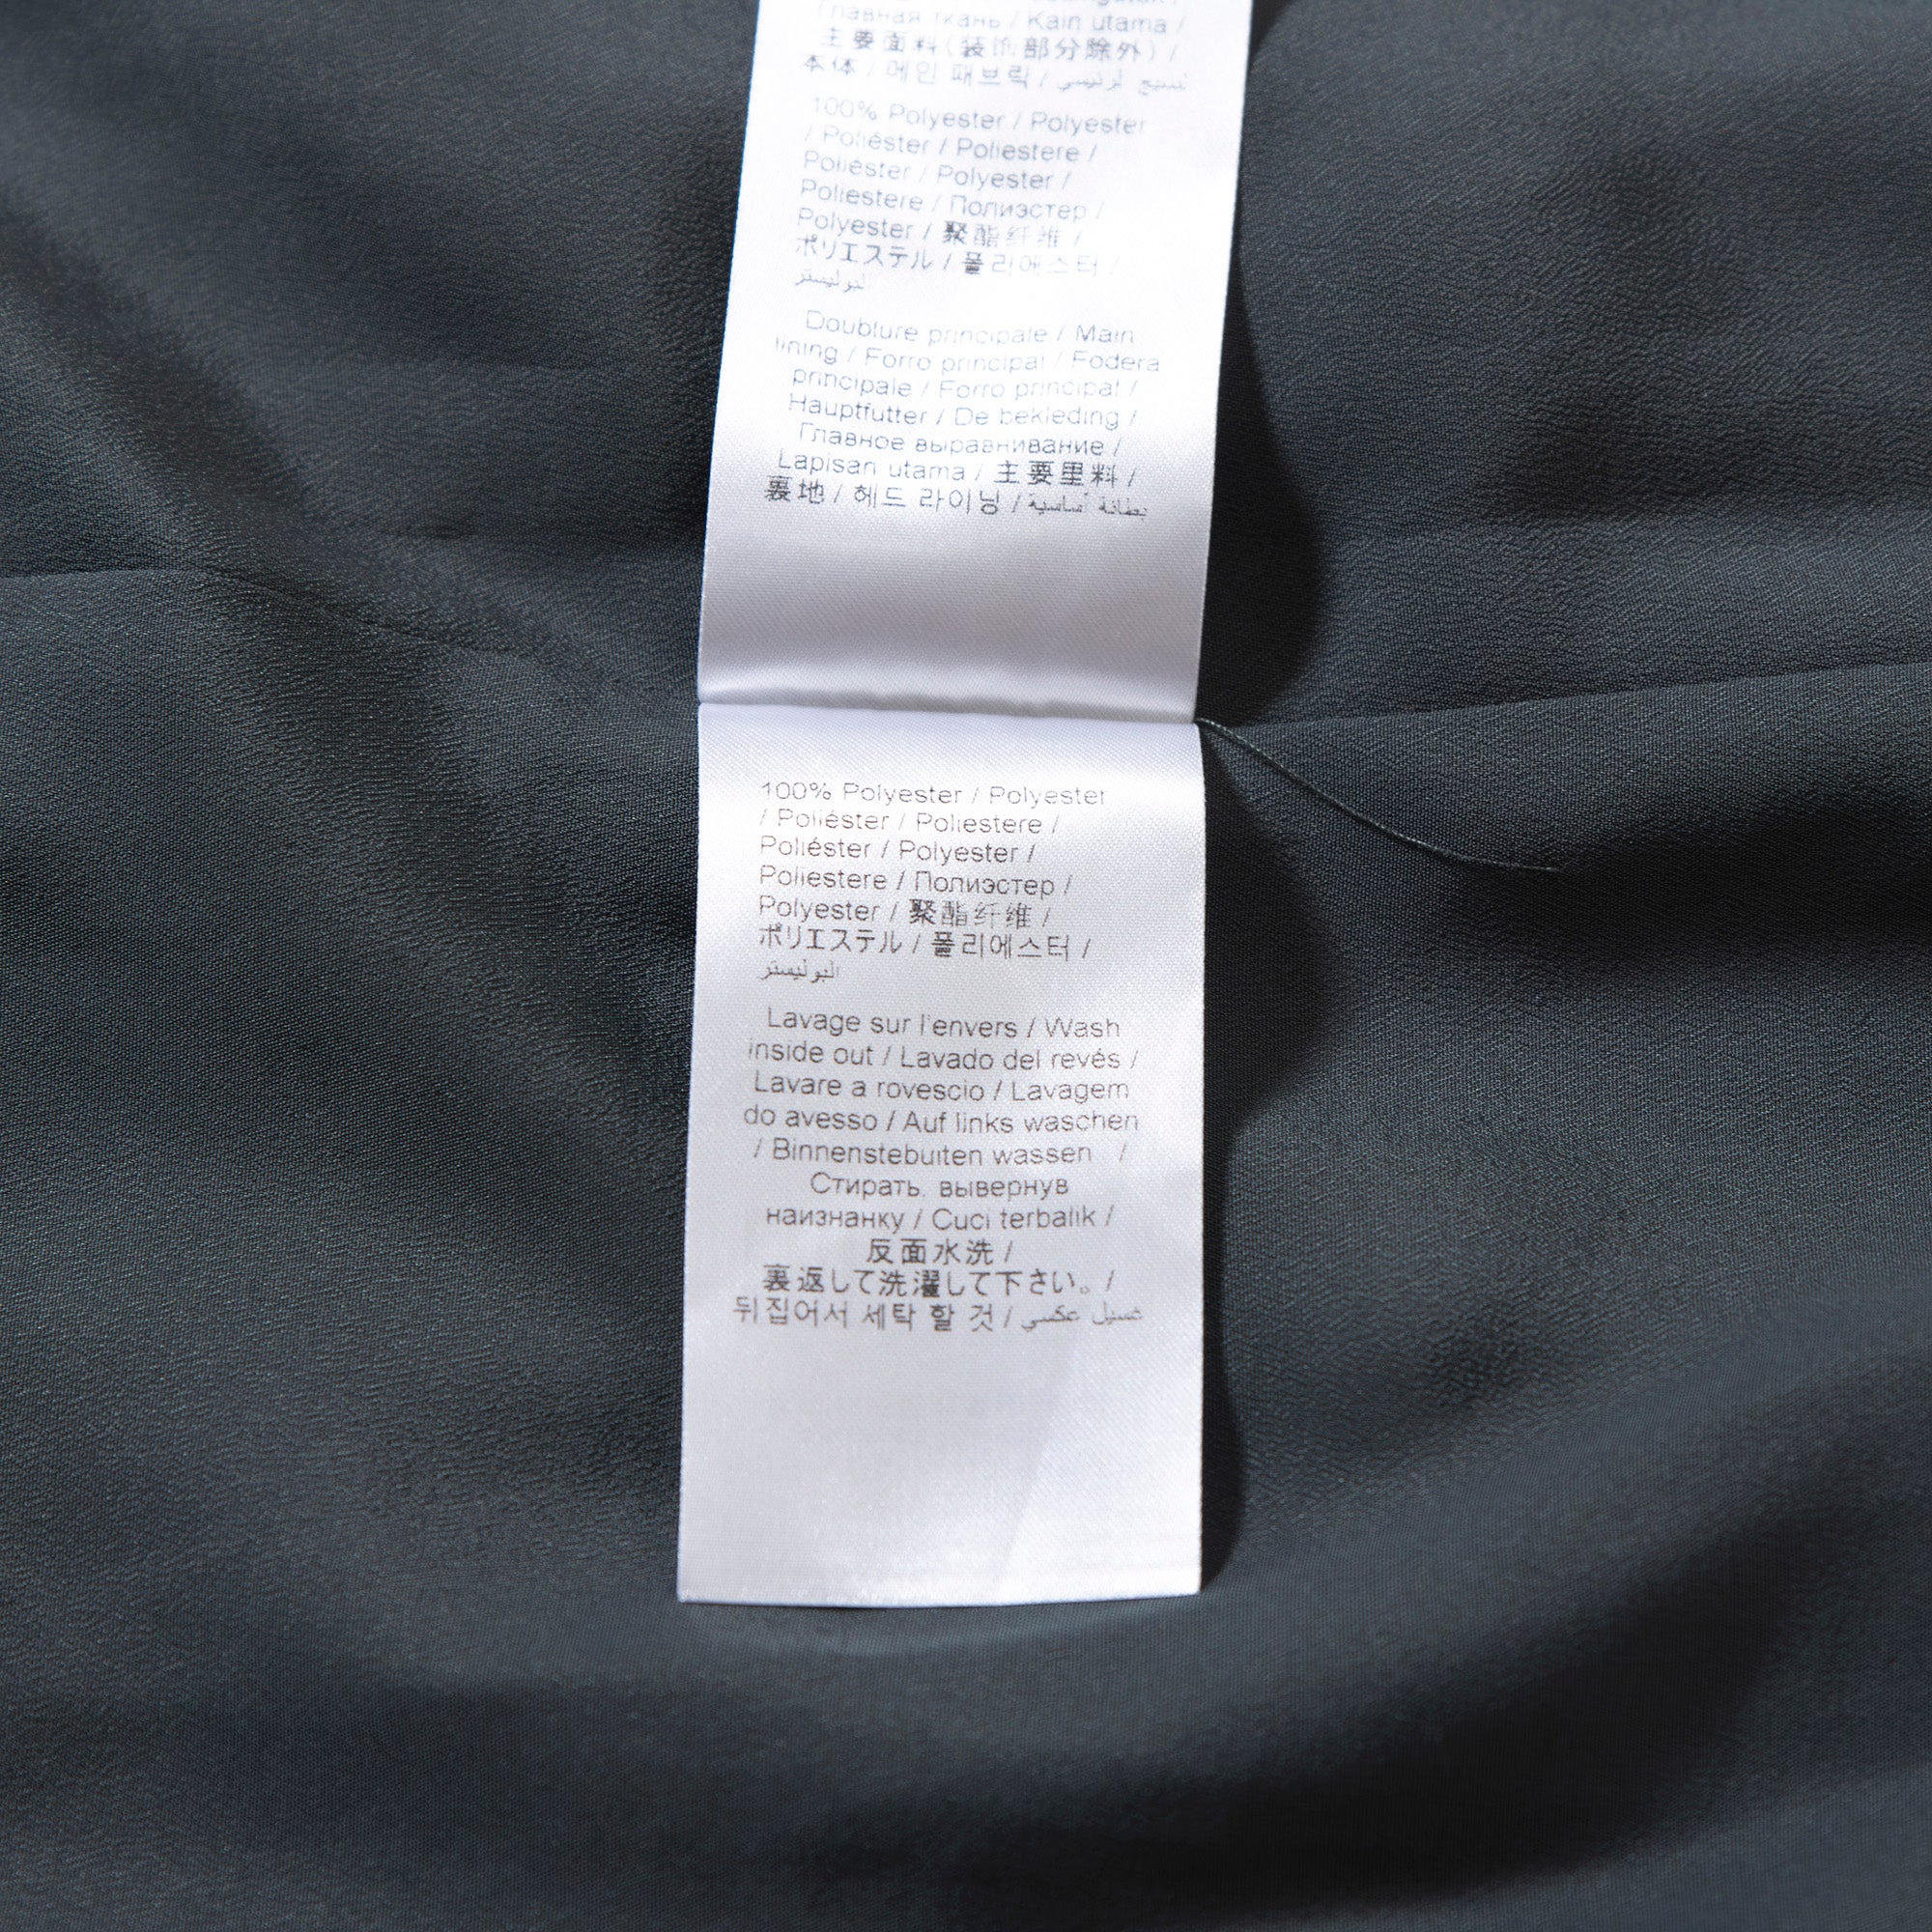 Главная ткань / Kain utama /
主要面料(装饰部分除外) /
本体 / 메인 패브릭 / لنسيج لرئيسي
100% Polyester / Polyester
/ Poliéster / Poliestere /
Poliéster / Polyester /
Poliestere / Полиэстер /
Polyester / 聚酯纤维 /
ポリエステル / 폴리에스터 /
البوليستر
Doublure principale / Main
lining / Forro principal / Fodera
principale / Forro principal /
Hauptfutter / De bekleding /
Главное выравнивание /
Lapisan utama / 主要里料 /
裏地 / 헤드 라이닝 / بطانة أساسية
100% Polyester / Polyester
/ Poliéster / Poliestere /
Poliéster / Polyester /
Poliestere / Полиэстер /
Polyester / 聚酯纤维 /
ポリエステル / 폴리에스터 /
البوليستر
Lavage sur l'envers / Wash
inside out / Lavado del revés /
Lavare a rovescio / Lavagem
do avesso / Auf links waschen
/ Binnenstebuiten wassen /
Стирать, вывернув
наизнанку / Cuci terbalik /
反面水洗 /
裏返して洗濯して下さい。 /
뒤집어서 세탁 할 것 / غسيل عكسي